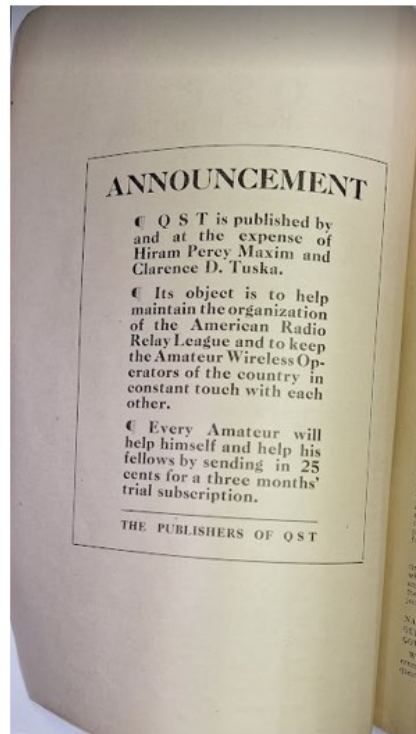 ANNOUNCEMENT
¶ Q S T is published by
and at the expense of
Hiram Percy Maxim and
Clarence D. Tuska.
¶ Its object is to help
maintain the organization
of the American Radio
Relay League and to keep
the Amateur Wireless Op-
erators of the country in
constant touch with each
other.
¶ Every Amateur will
help himself and help his
fellows by sending in 25
cents for a three months'
trial subscription.
THE PUBLISHERS OF Q S T